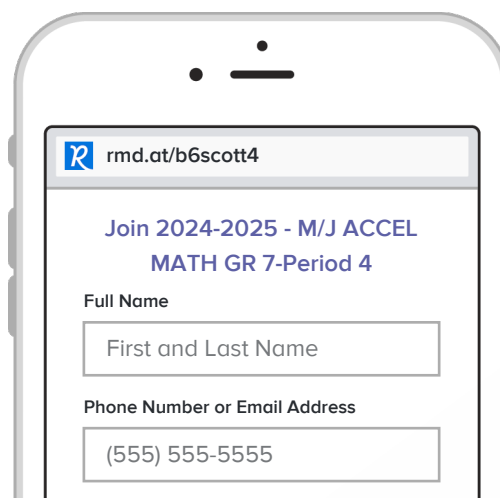 rmd.at/b6scott4
Join 2024-2025 - M/J ACCEL
MATH GR 7-Period 4
Full Name
First and Last Name
Phone Number or Email Address
(555) 555-5555